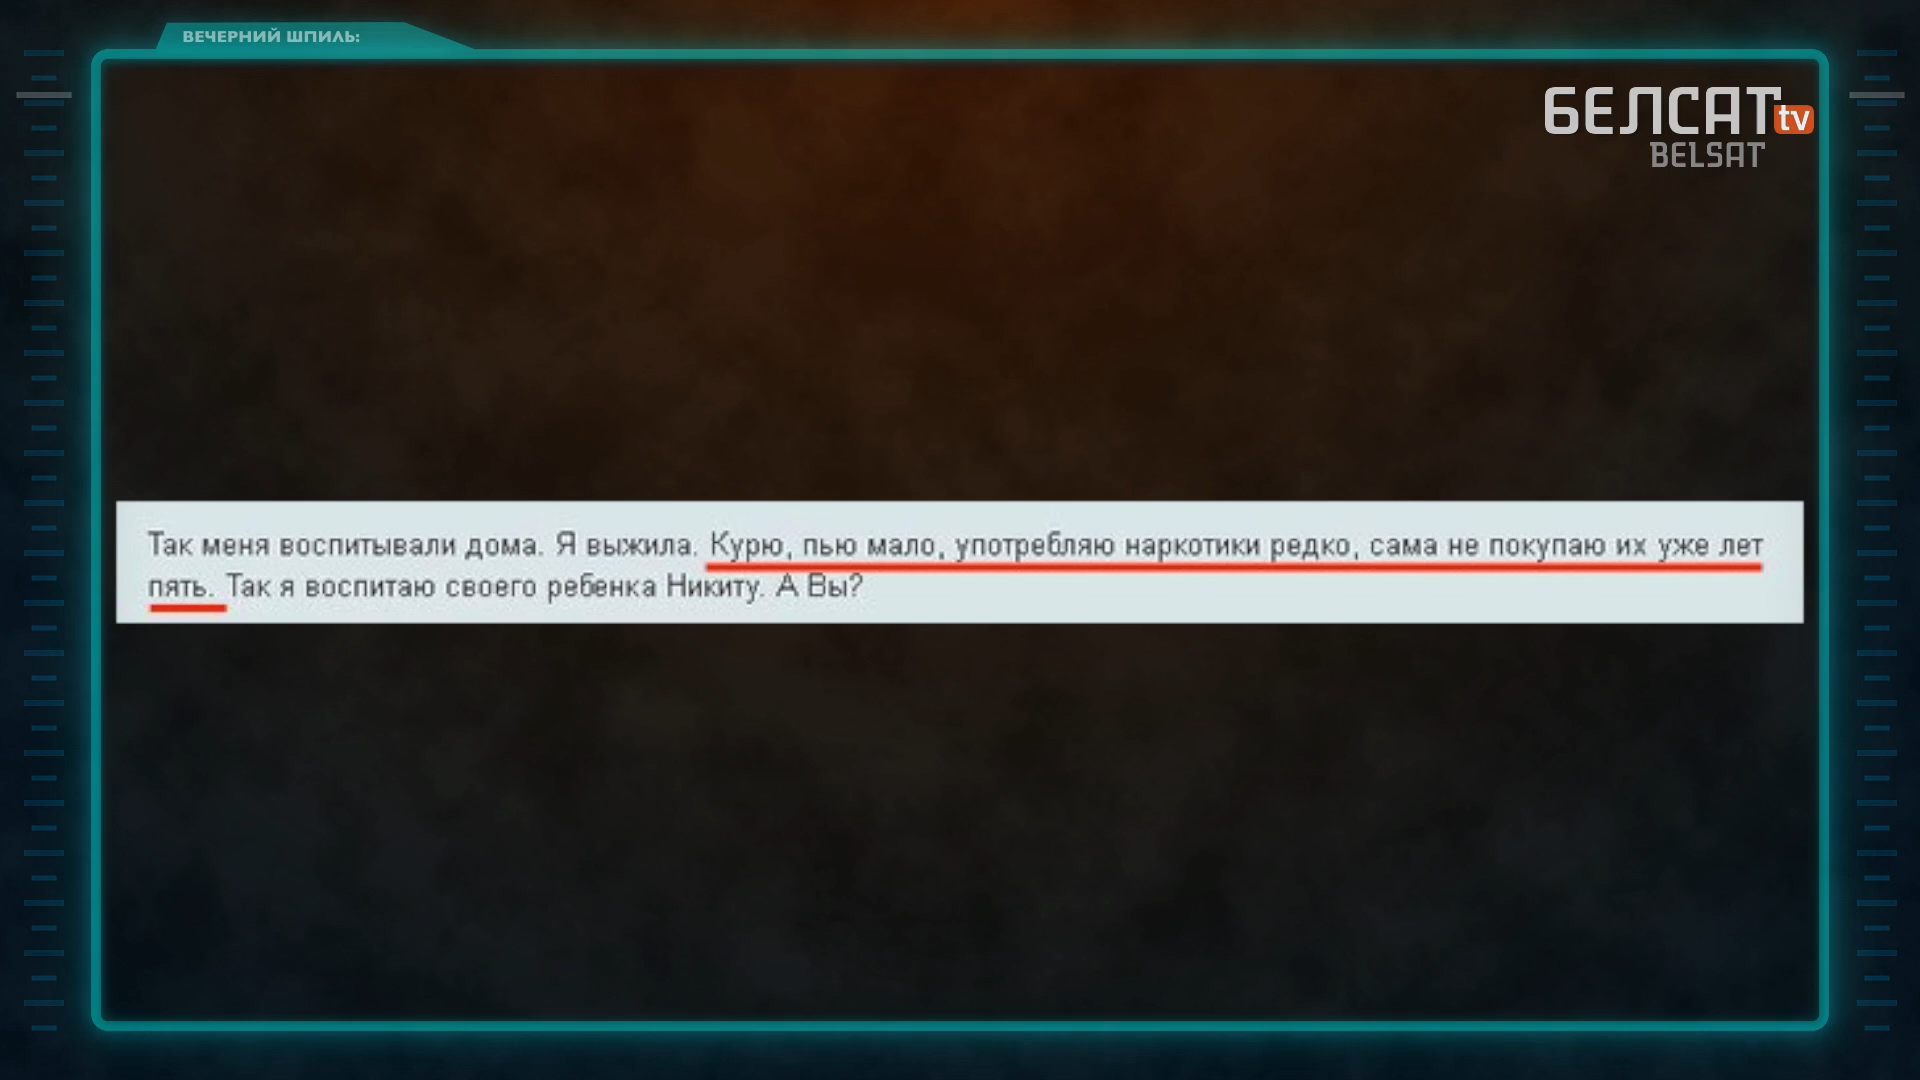 ВЕЧЕРНИЙ ШПИЛЬ:
БЕЛСАТ tv
BELSAT
Так меня воспитывали дома. Я выжила. Курю, пью мало, употребляю наркотики редко, сама не покупаю их уже лет
пять. Так я воспитаю своего ребенка Никиту. А Вы?